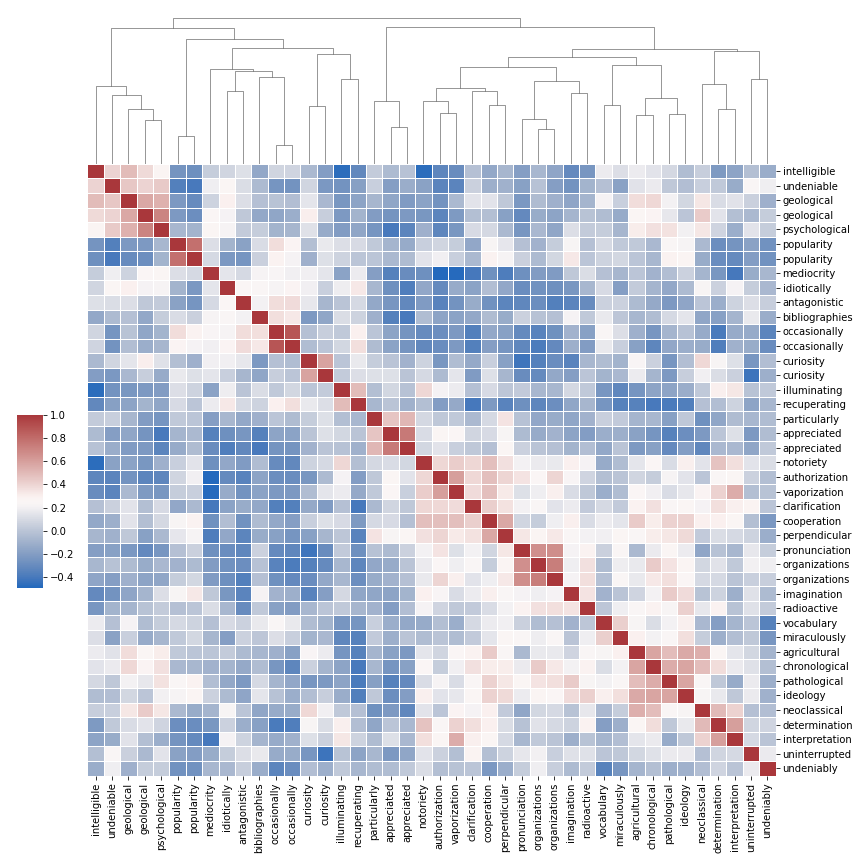 intelligible
undeniable
geological
geological
psychological
popularity
popularity
mediocrity
idiotically
antagonistic
bibliographies
occasionally
occasionally
curiosity
curiosity
illuminating
recuperating
particularly
appreciated
appreciated
notoriety
authorization
vaporization
clarification
cooperation
perpendicular
pronunciation
organizations
organizations
imagination
radioactive
vocabulary
miraculously
agricultural
chronological
pathological
ideology
neoclassical
determination
interpretation
uninterrupted
undeniably
1.0
0.8
0.6
0.4
0.2
0.0
−0.2
−0.4
intelligible
undeniable
geological
geological
psychological
popularity
popularity
mediocrity
idiotically
antagonistic
bibliographies
occasionally
occasionally
curiosity
curiosity
illuminating
recuperating
particularly
appreciated
appreciated
notoriety
authorization
vaporization
clarification
cooperation
perpendicular
pronunciation
organizations
organizations
imagination
radioactive
vocabulary
miraculously
agricultural
chronological
pathological
ideology
neoclassical
determination
interpretation
uninterrupted
undeniably